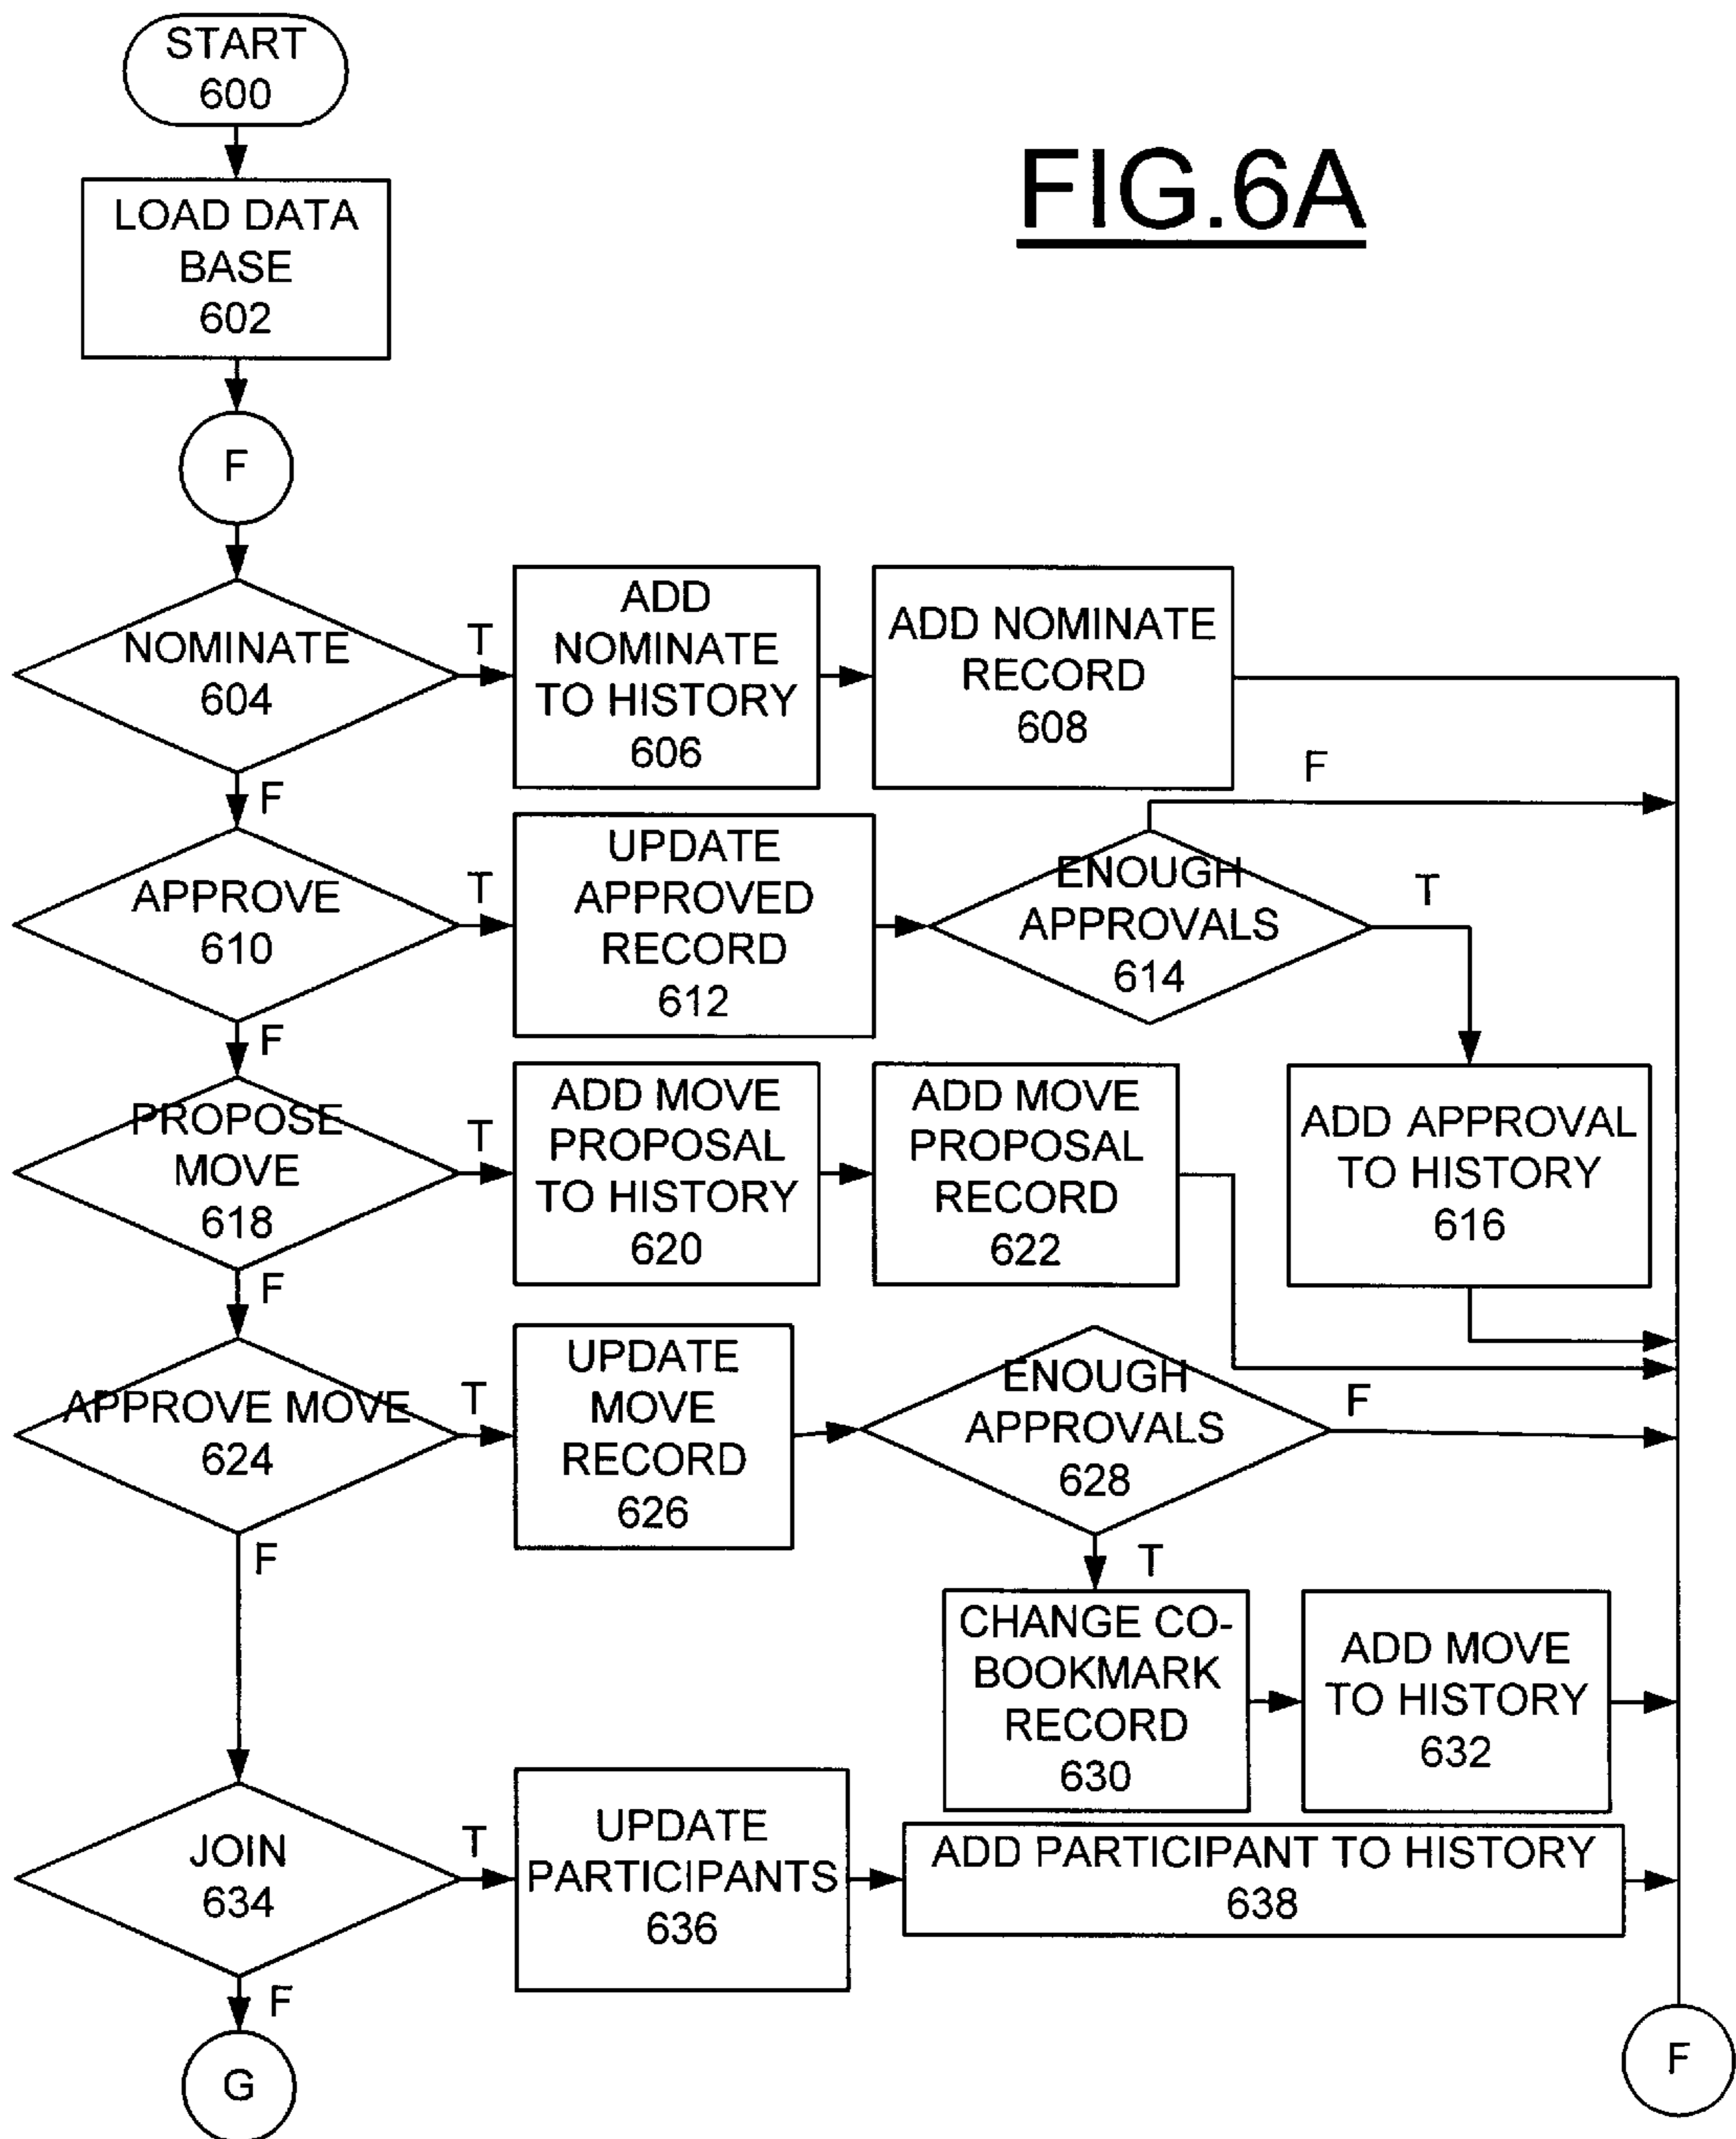 START
600
FIG.6A
LOAD DATA
BASE
602
F
NOMINATE
604
T
ADD
NOMINATE
TO HISTORY
606
ADD NOMINATE
RECORD
608
F
F
APPROVE
610
T
UPDATE
APPROVED
RECORD
612
ENOUGH
APPROVALS
614
T
F
PROPOSE
MOVE
618
T
ADD MOVE
PROPOSAL
TO HISTORY
620
ADD MOVE
PROPOSAL
RECORD
622
ADD APPROVAL
TO HISTORY
616
F
APPROVE MOVE
624
T
UPDATE
MOVE
RECORD
626
ENOUGH
APPROVALS
628
F
T
F
CHANGE CO-
BOOKMARK
RECORD
630
ADD MOVE
TO HISTORY
632
JOIN
634
T
UPDATE
PARTICIPANTS
636
ADD PARTICIPANT TO HISTORY
638
F
G
F